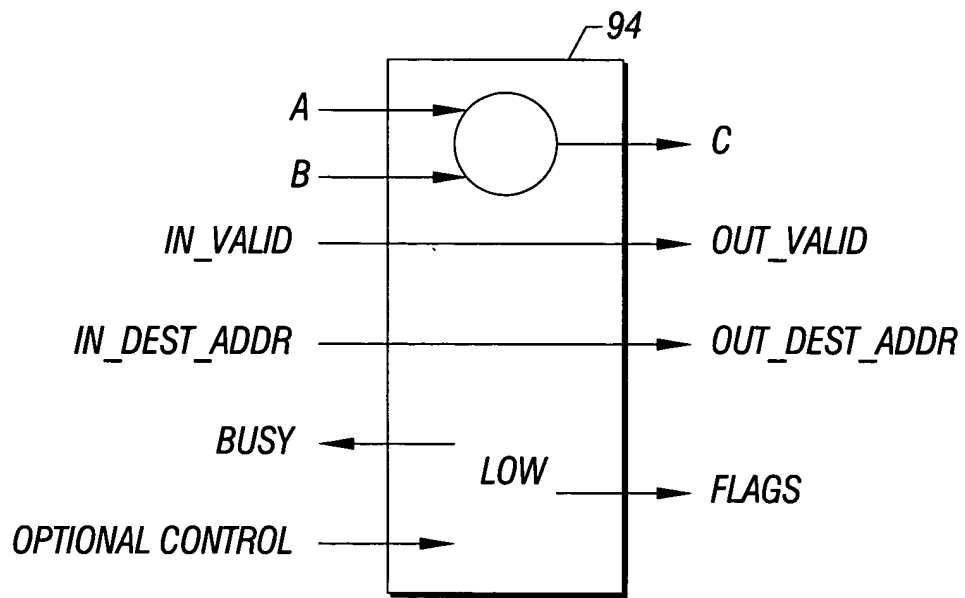 94
A
C
B
IN_VALID
OUT_VALID
IN_DEST_ADDR
OUT_DEST_ADDR
BUSY
LOW
FLAGS
OPTIONAL CONTROL